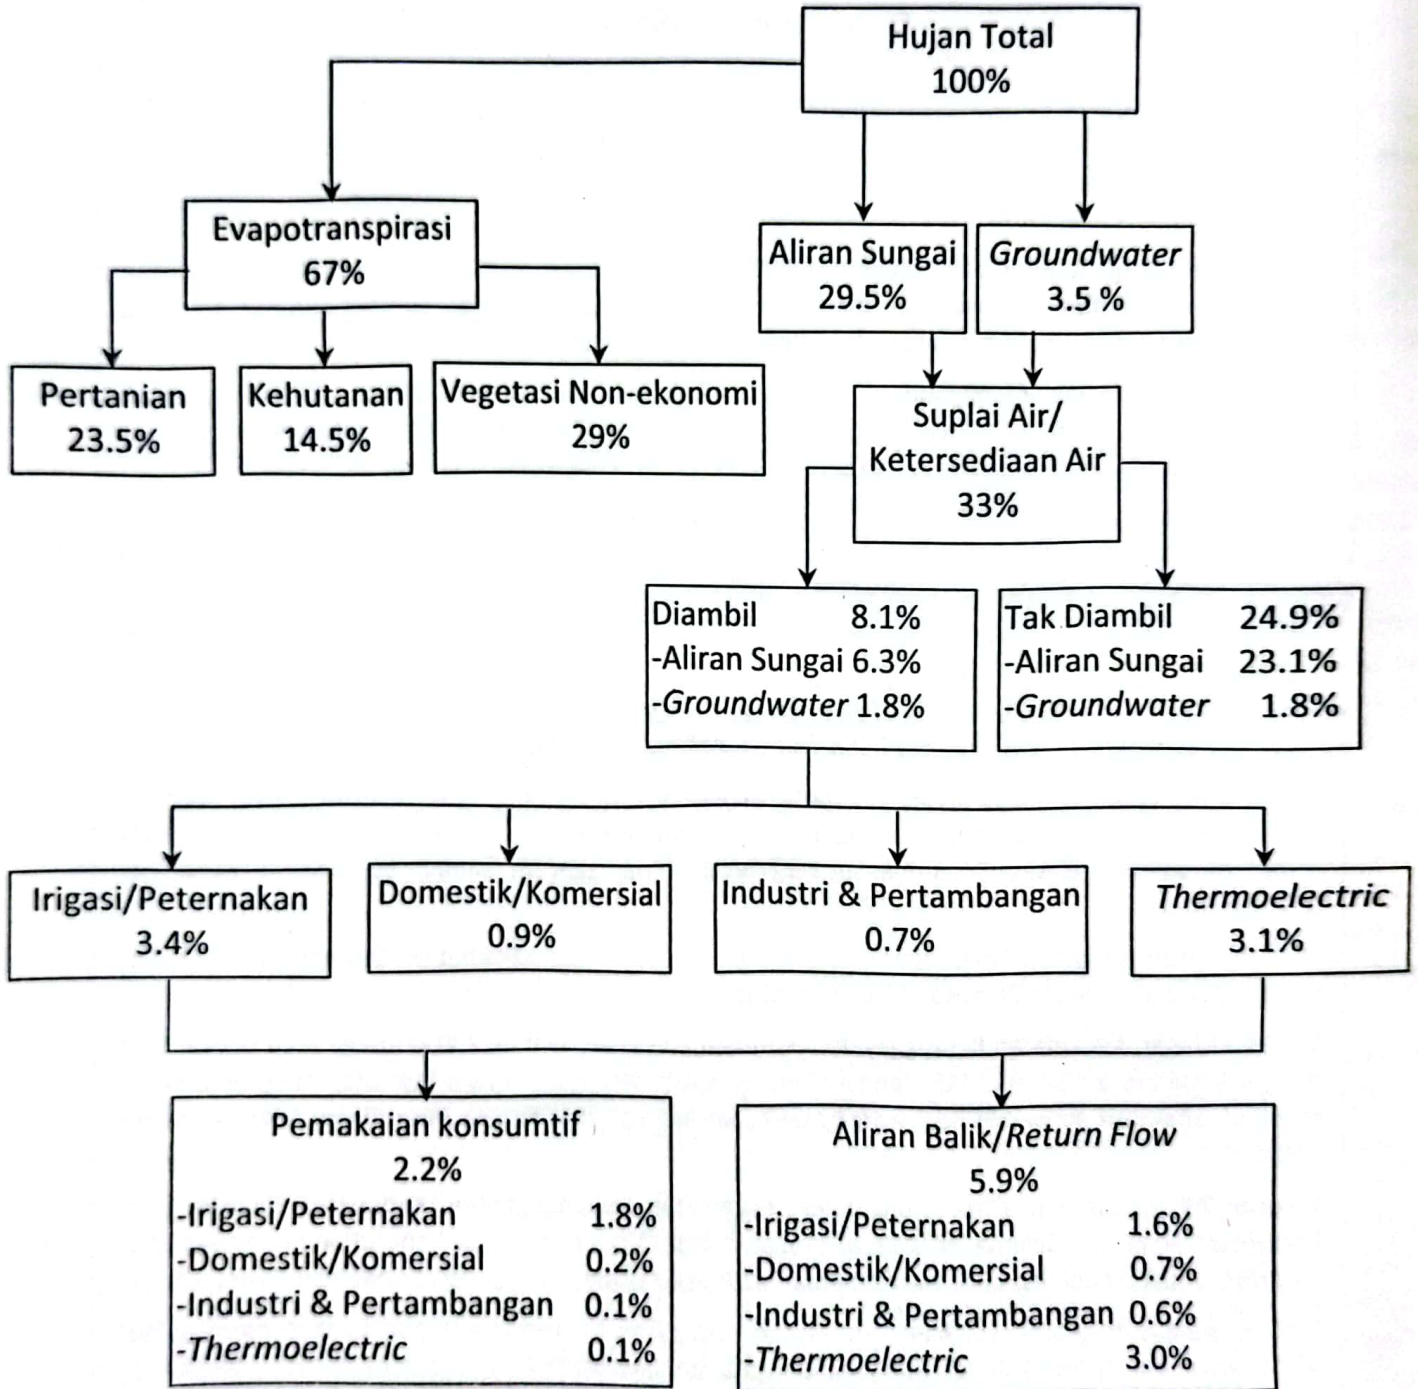 Hujan Total
100%
Evapotranspirasi
67%
Aliran Sungai
29.5%
Groundwater
3.5 %
Pertanian
23.5%
Kehutanan
14.5%
Vegetasi Non-ekonomi
29%
Suplai Air/
Ketersediaan Air
33%
Diambil 8.1%
-Aliran Sungai 6.3%
-Groundwater 1.8%
Tak Diambil 24.9%
-Aliran Sungai 23.1%
-Groundwater 1.8%
Irigasi/Peternakan
3.4%
Domestik/Komersial
0.9%
Industri & Pertambangan
0.7%
Thermoelectric
3.1%
Pemakaian konsumtif
2.2%
-Irigasi/Peternakan 1.8%
-Domestik/Komersial 0.2%
-Industri & Pertambangan 0.1%
-Thermoelectric 0.1%
Aliran Balik/Return Flow
5.9%
-Irigasi/Peternakan 1.6%
-Domestik/Komersial 0.7%
-Industri & Pertambangan 0.6%
-Thermoelectric 3.0%